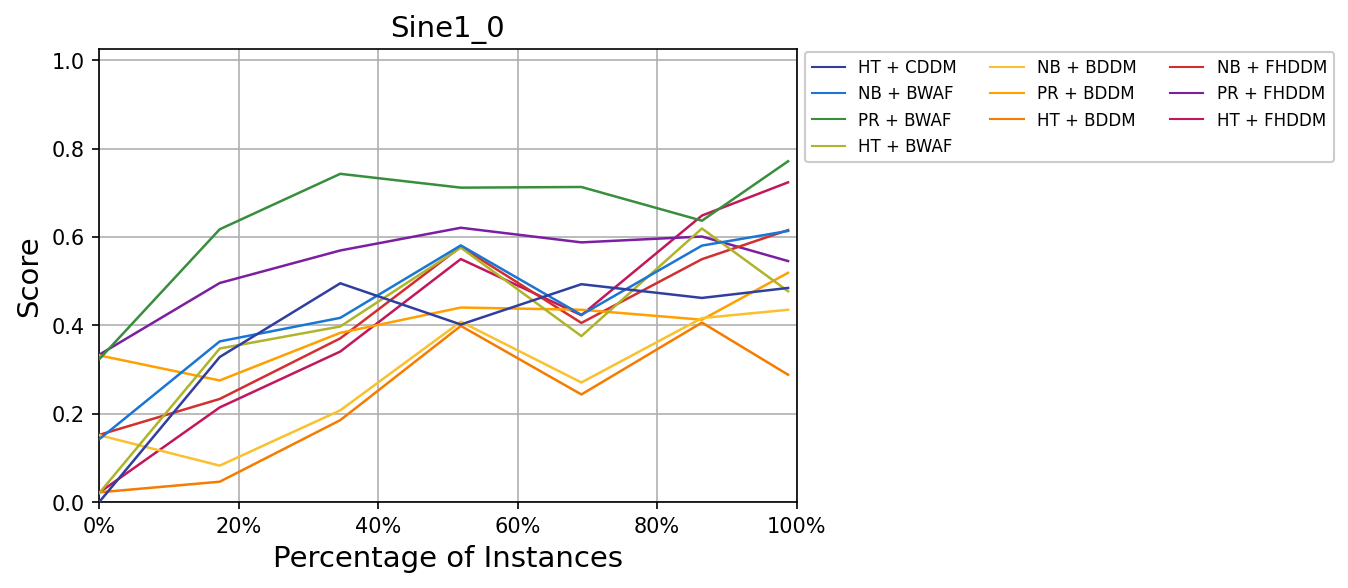 Sine1_0
1.0
0.8
0.6
0.4
0.2
0.0
Score
0% 20% 40% 60% 80% 100%
Percentage of Instances
HT + CDDM
NB + BWAF
PR + BWAF
HT + BWAF
NB + BDDM
PR + BDDM
HT + BDDM
NB + FHDDM
PR + FHDDM
HT + FHDDM